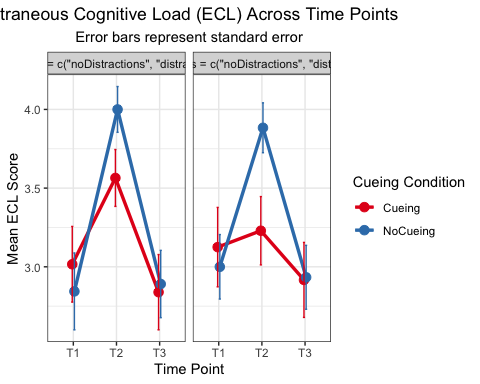 traneous Cognitive Load (ECL) Across Time Points
Error bars represent standard error
= c("noDistractions", "distra
s = c("noDistractions", "dist
Mean ECL Score
4.0
3.5
3.0
T1 T2 T3 T1 T2 T3
Time Point
Cueing Condition
Cueing
NoCueing